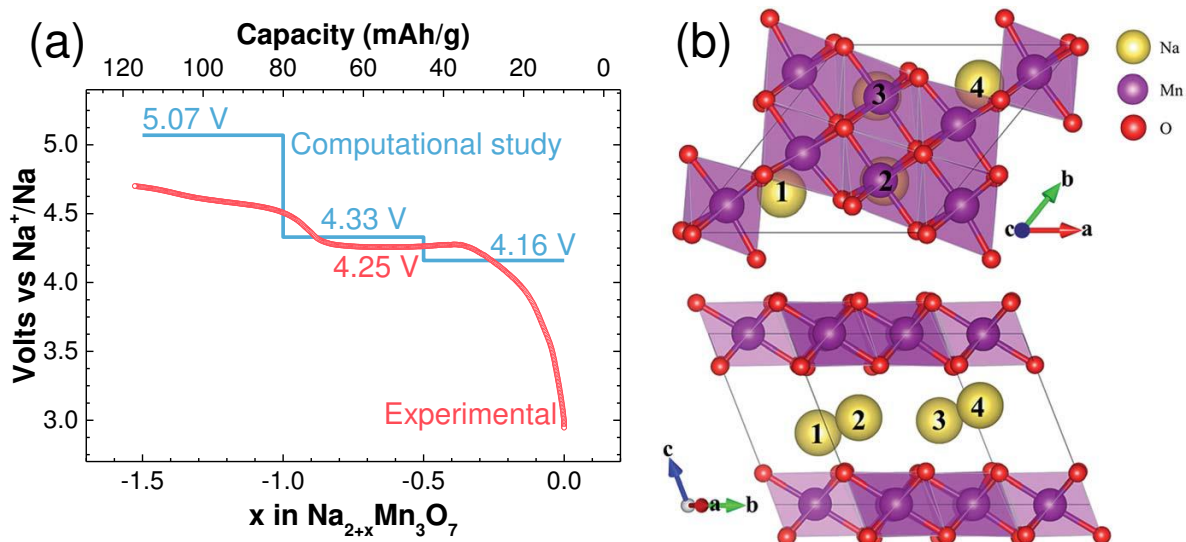 (a)
Capacity (mAh/g)
120 100 80 60 40 20 0
Volts vs Na⁺/Na
5.0
4.5
4.0
3.5
3.0
5.07 V
Computational study
4.33 V
4.16 V
4.25 V
Experimental
-1.5 -1.0 -0.5 0.0
x in Na₂₊ₓMn₃O₇
(b)
Na
Mn
O
3 4
1 2
b
c a
1 2 3 4
c
a b